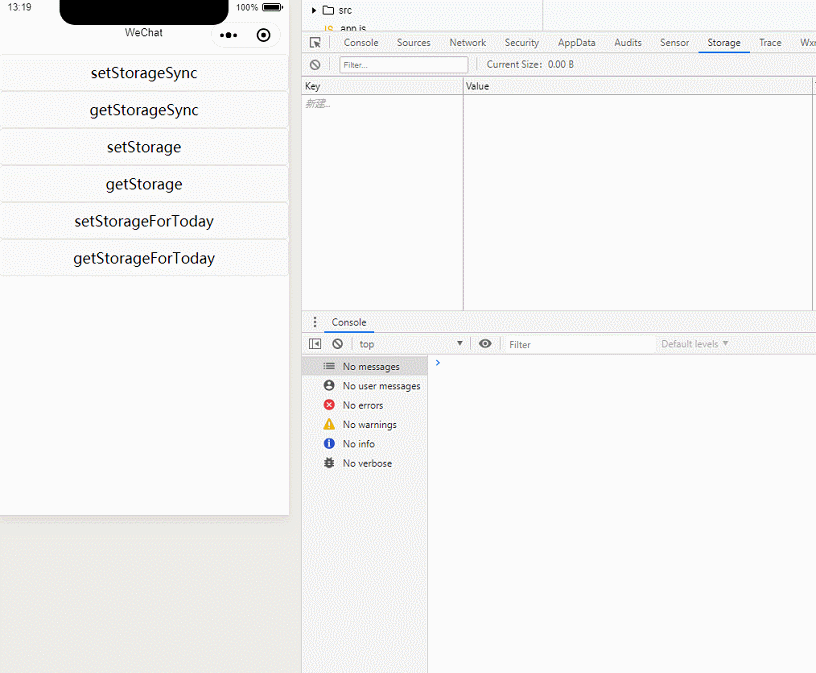 13:19
100%
WeChat
setStorageSync
getStorageSync
setStorage
getStorage
setStorageForToday
getStorageForToday
src
JS app.js
Console Sources Network Security AppData Audits Sensor Storage Trace Wx
Filter... Current Size: 0.00 B
Key Value
新建...
Console
top Filter Default levels
No messages
No user messages
No errors
No warnings
No info
No verbose